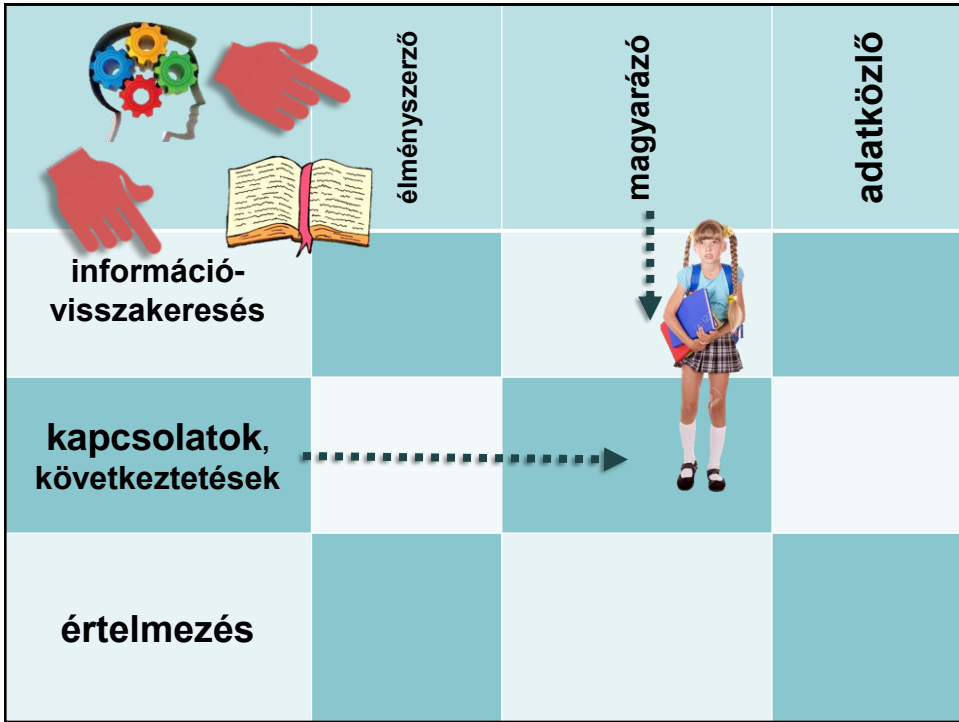 élményszerző
magyarázó
adatközlő
információ-
visszakeresés
kapcsolatok,
következtetések
értelmezés